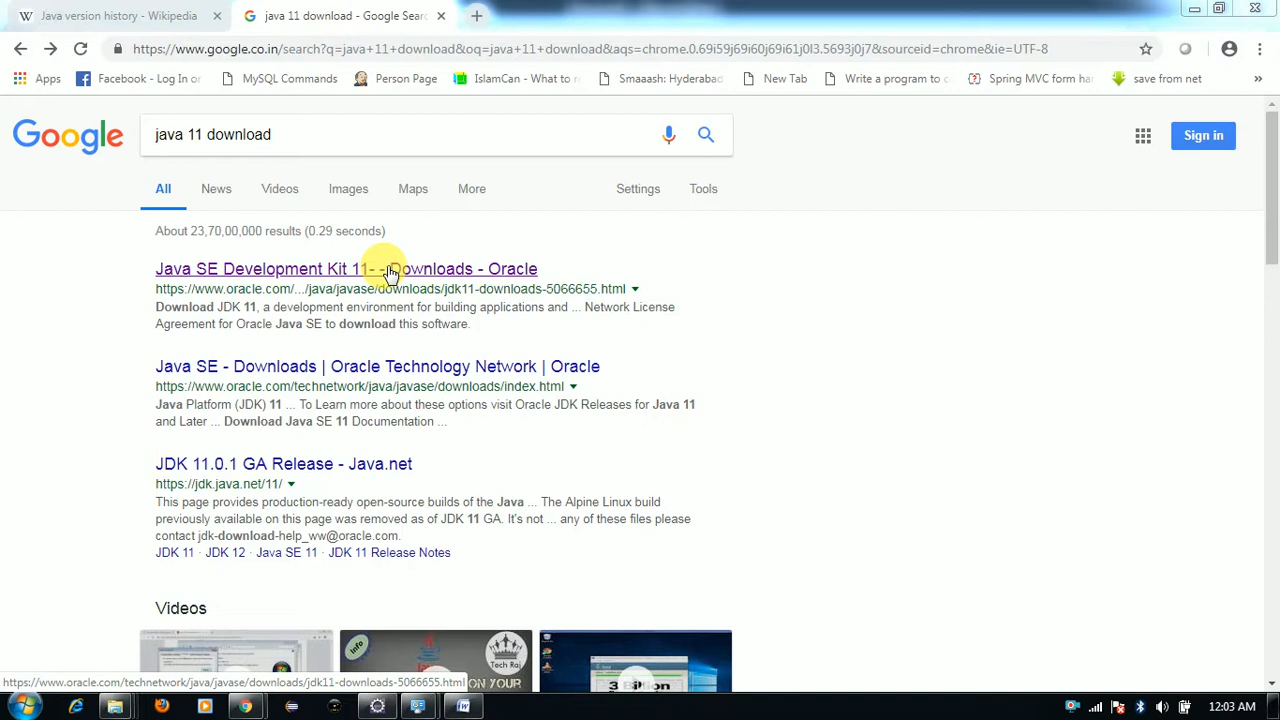 Java version history - Wikipedia
java 11 download - Google Searc
https://www.google.co.in/search?q=java+11+download&oq=java+11+download&aqs=chrome.0.69i59j69i60j69i61j0l3.5693j0j7&sourceid=chrome&ie=UTF-8
Apps Facebook - Log In or MySQL Commands Person Page IslamCan - What to n Smaaash: Hyderabad New Tab Write a program to c Spring MVC form ha save from net »
Google
java 11 download
Sign in
All News Videos Images Maps More Settings Tools
About 23,70,00,000 results (0.29 seconds)
Java SE Development Kit 11- - Downloads - Oracle
https://www.oracle.com/.../java/javase/downloads/jdk11-downloads-5066655.html
Download JDK 11, a development environment for building applications and ... Network License
Agreement for Oracle Java SE to download this software.
Java SE - Downloads | Oracle Technology Network | Oracle
https://www.oracle.com/technetwork/java/javase/downloads/index.html
Java Platform (JDK) 11 ... To Learn more about these options visit Oracle JDK Releases for Java 11
and Later ... Download Java SE 11 Documentation ...
JDK 11.0.1 GA Release - Java.net
https://jdk.java.net/11/
This page provides production-ready open-source builds of the Java ... The Alpine Linux build
previously available on this page was removed as of JDK 11 GA. It's not ... any of these files please
contact jdk-download-help_ww@oracle.com.
JDK 11 · JDK 12 · Java SE 11 · JDK 11 Release Notes
Videos
Info
Tech Raj
ON YOUR
3 Billion
https://www.oracle.com/technetwork/java/javase/downloads/jdk11-downloads-5066655.html
12:03 AM